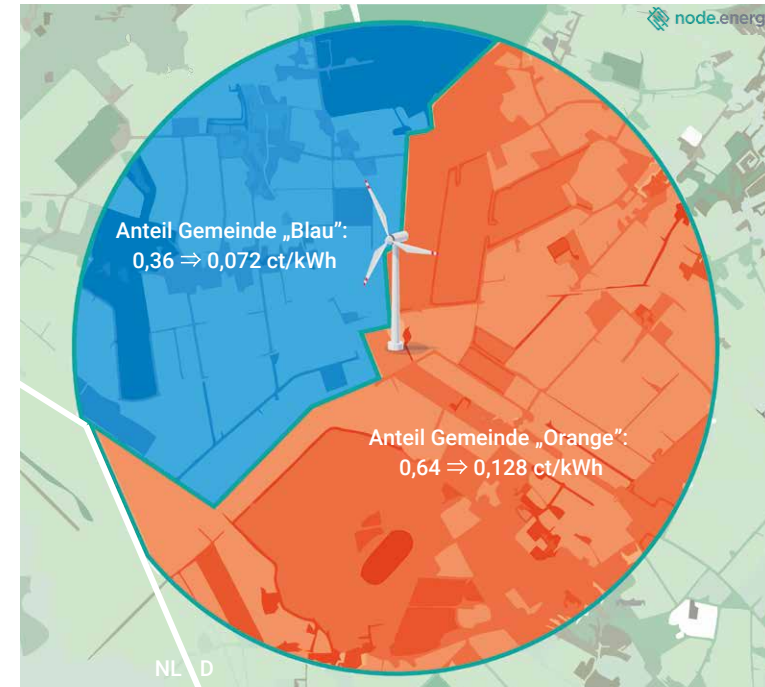 node.energ
Anteil Gemeinde „Blau”:
0,36 ⇒ 0,072 ct/kWh
Anteil Gemeinde „Orange”:
0,64 ⇒ 0,128 ct/kWh
NL D